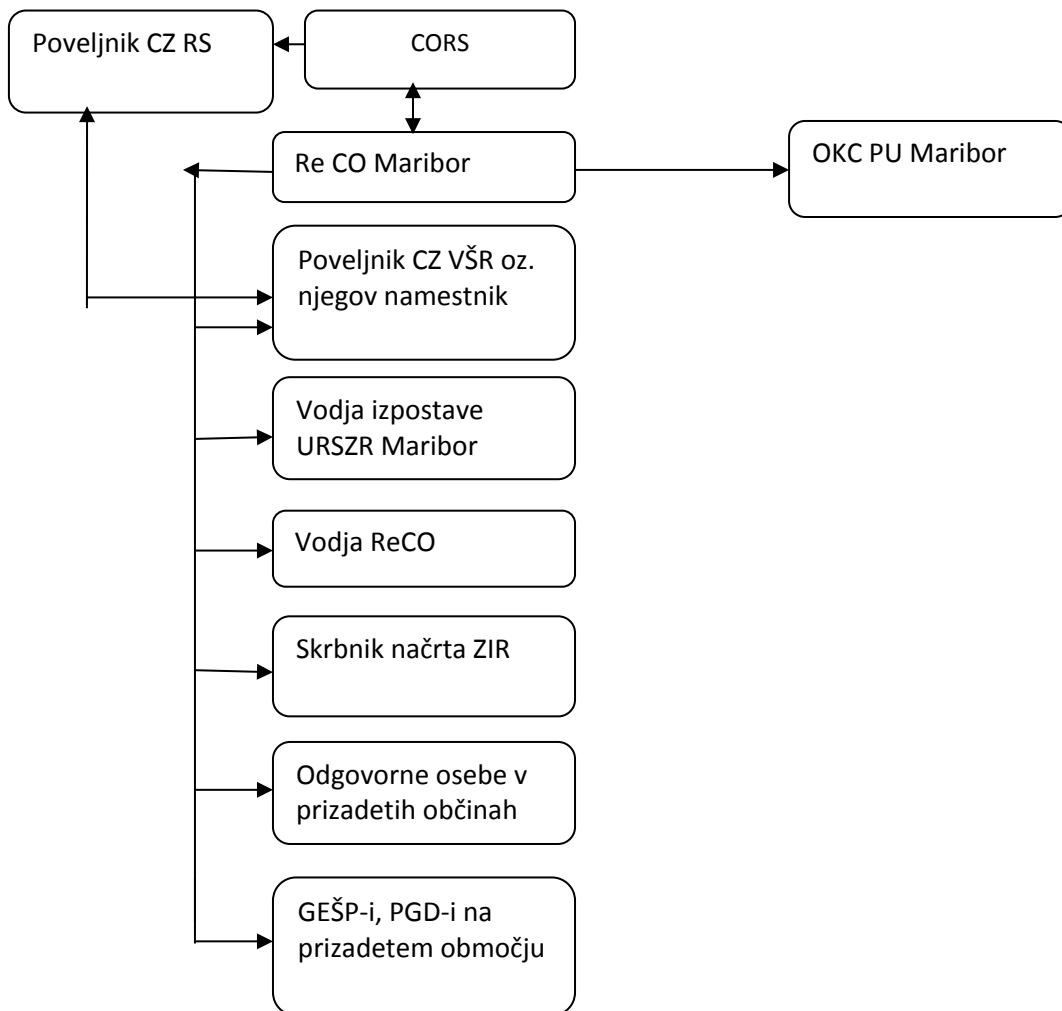 Poveljnik CZ RS
CORS
Re CO Maribor
OKC PU Maribor
Poveljnik CZ VŠR oz.
njegov namestnik
Vodja izpostave
URSZR Maribor
Vodja ReCO
Skrbnik načrta ZIR
Odgovorne osebe v
prizadetih občinah
GEŠP-i, PGD-i na
prizadetem območju